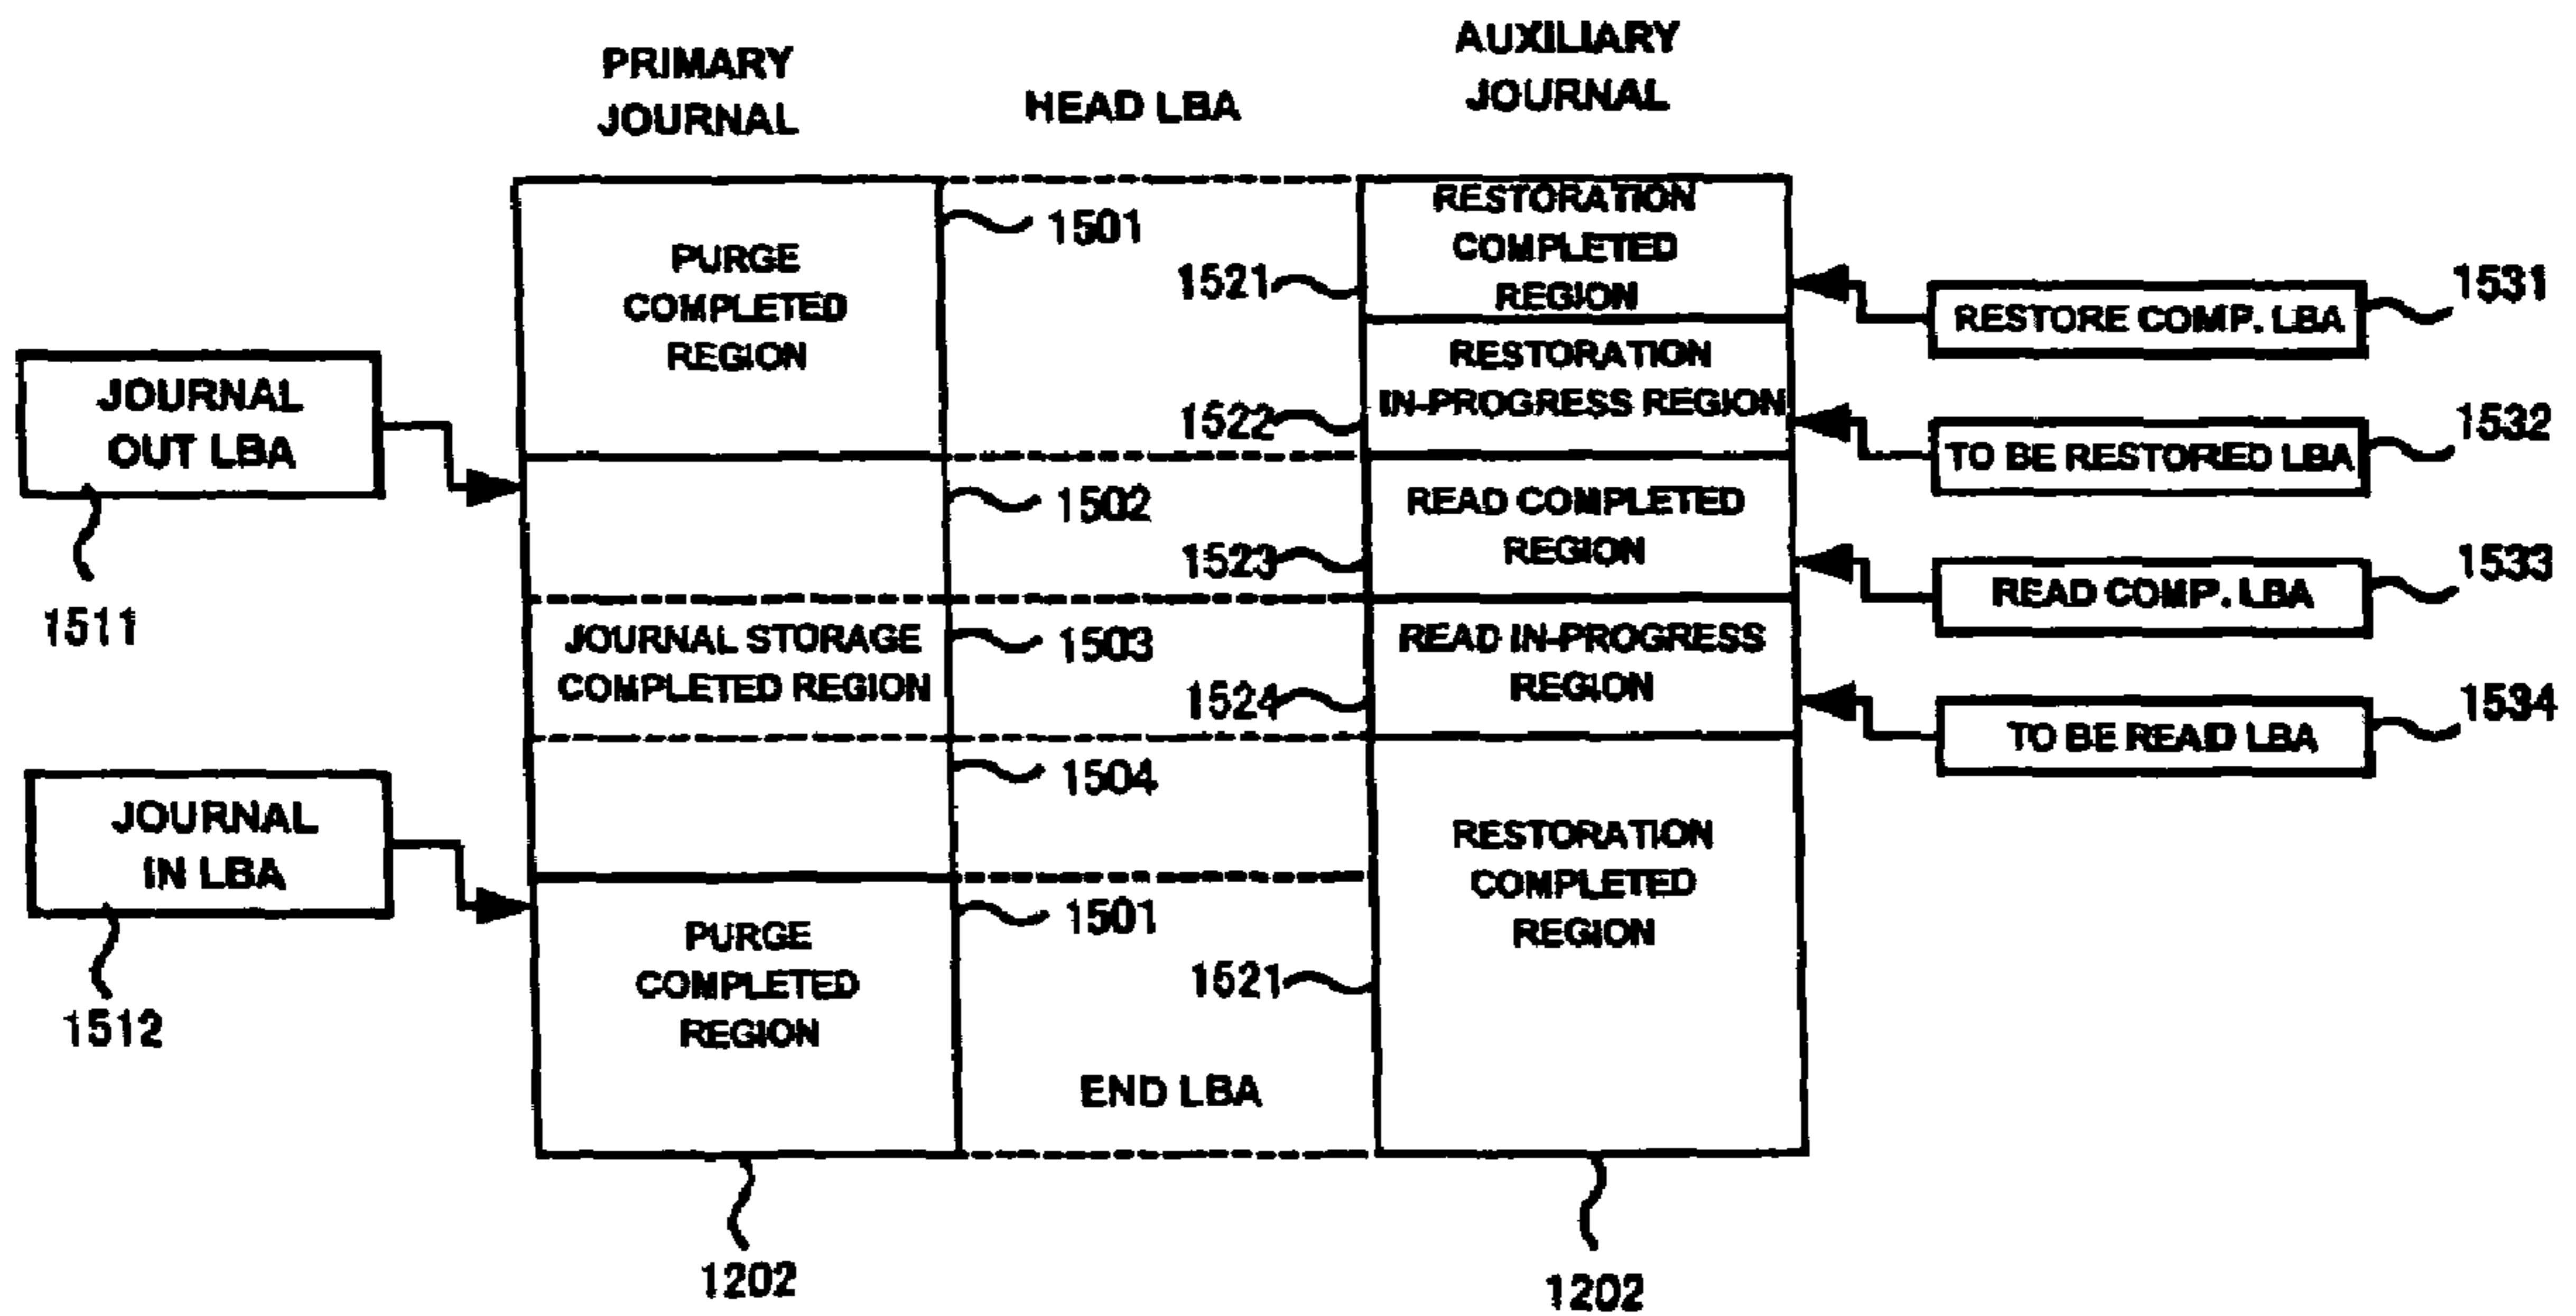 PRIMARY
JOURNAL
HEAD LBA
AUXILIARY
JOURNAL
PURGE
COMPLETED
REGION
1501
1502
JOURNAL STORAGE
COMPLETED REGION
1503
1504
PURGE
COMPLETED
REGION
1501
JOURNAL
OUT LBA
1511
JOURNAL
IN LBA
1512
RESTORATION
COMPLETED
REGION
1521
RESTORATION
IN-PROGRESS REGION
1522
READ COMPLETED
REGION
1523
READ IN-PROGRESS
REGION
1524
RESTORATION
COMPLETED
REGION
1521
RESTORE COMP. LBA
1531
TO BE RESTORED LBA
1532
READ COMP. LBA
1533
TO BE READ LBA
1534
END LBA
1202
1202